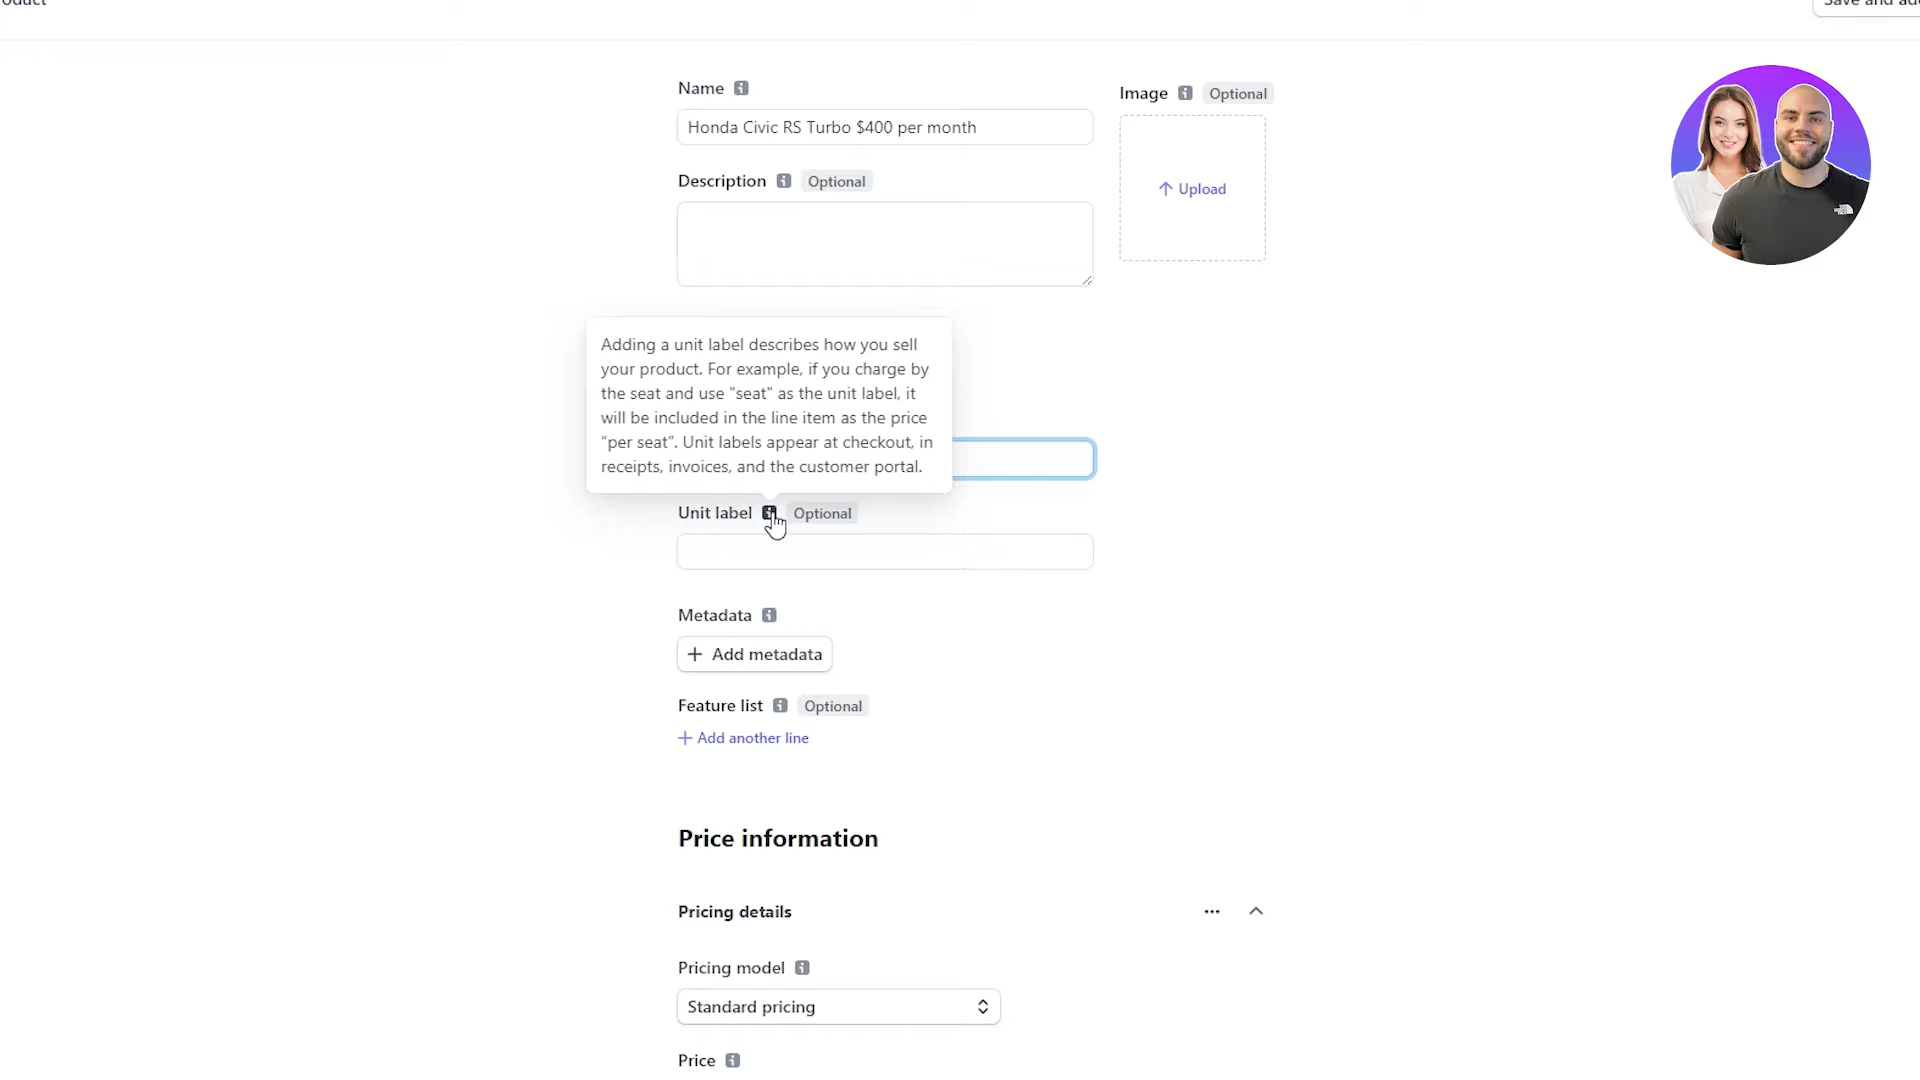 Name
Image Optional
Honda Civic RS Turbo $400 per month
Description Optional
Upload
Adding a unit label describes how you sell
your product. For example, if you charge by
the seat and use "seat" as the unit label, it
will be included in the line item as the price
“per seat”. Unit labels appear at checkout, in
receipts, invoices, and the customer portal.
Unit label Optional
Metadata
Add metadata
Feature list Optional
Add another line
Price information
Pricing details
Pricing model
Standard pricing
Price